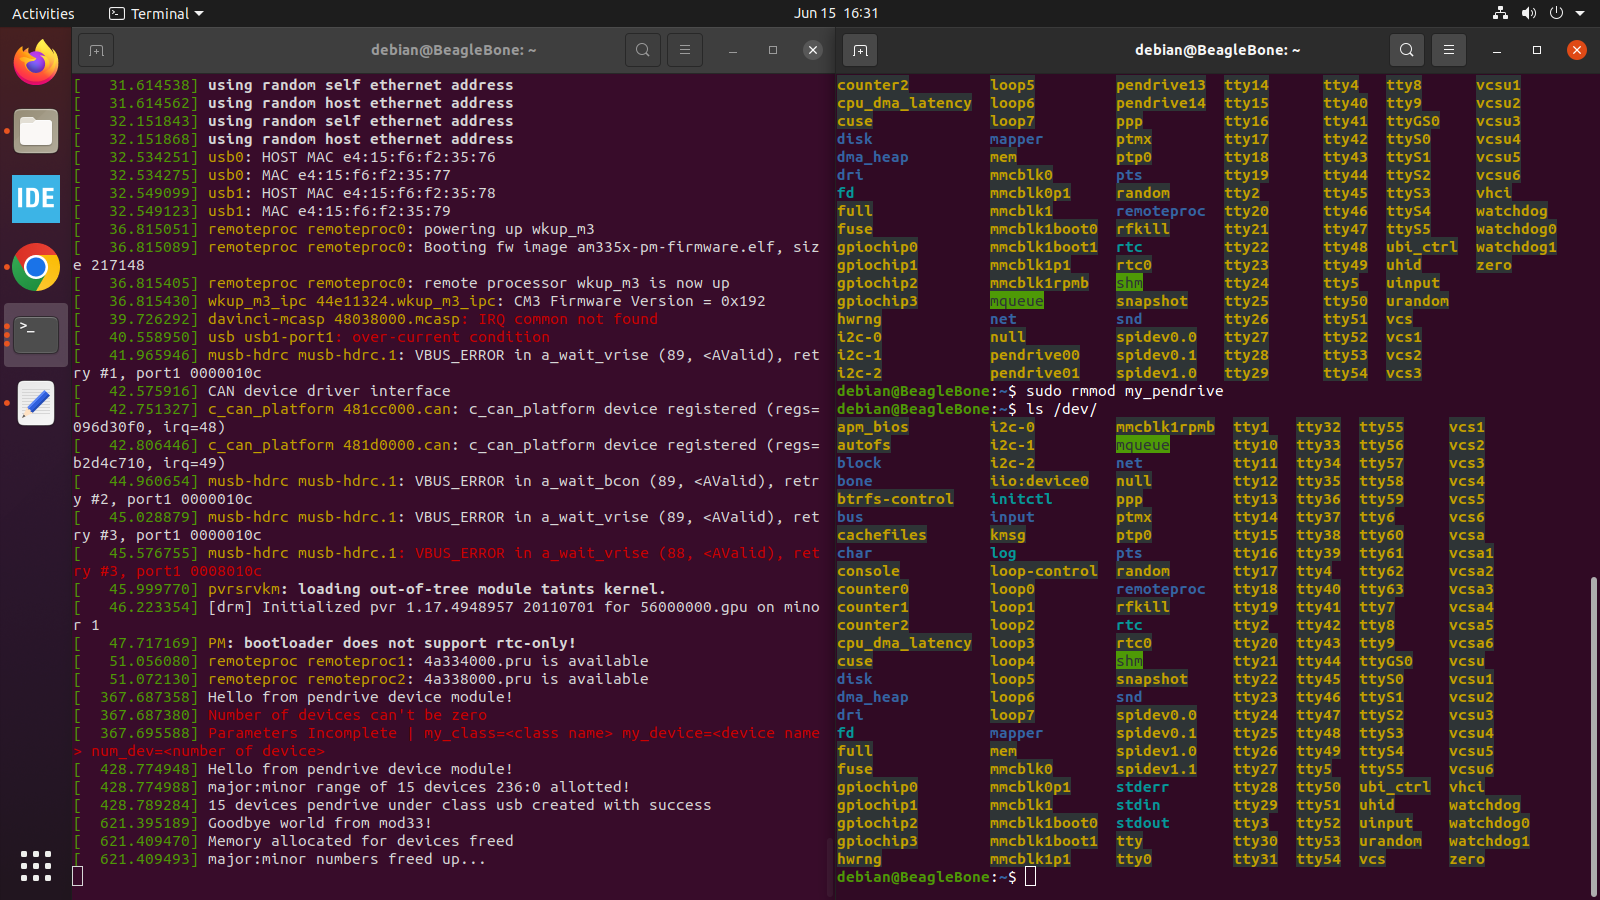 Activities Terminal Jun 15 16:31
debian@BeagleBone: ~
[ 31.614538] using random self ethernet address
[ 31.614562] using random host ethernet address
[ 32.151843] using random self ethernet address
[ 32.151868] using random host ethernet address
[ 32.534251] usb0: HOST MAC e4:15:f6:f2:35:76
[ 32.534275] usb0: MAC e4:15:f6:f2:35:77
[ 32.549099] usb1: HOST MAC e4:15:f6:f2:35:78
[ 32.549123] usb1: MAC e4:15:f6:f2:35:79
[ 36.815051] remoteproc remoteproc0: powering up wkup_m3
[ 36.815089] remoteproc remoteproc0: Booting fw image am335x-pm-firmware.elf, siz
e 217148
[ 36.815405] remoteproc remoteproc0: remote processor wkup_m3 is now up
[ 36.815430] wkup_m3_ipc 44e11324.wkup_m3_ipc: CM3 Firmware Version = 0x192
[ 39.726292] davinci-mcasp 48038000.mcasp: IRQ common not found
[ 40.558950] usb usb1-port1: over-current condition
[ 41.965946] musb-hdrc musb-hdrc.1: VBUS_ERROR in a_wait_vrise (89, <AValid), ret
ry #1, port1 0000010c
[ 42.575916] CAN device driver interface
[ 42.751327] c_can_platform 481cc000.can: c_can_platform device registered (regs=
096d30f0, irq=48)
[ 42.806446] c_can_platform 481d0000.can: c_can_platform device registered (regs=
b2d4c710, irq=49)
[ 44.960654] musb-hdrc musb-hdrc.1: VBUS_ERROR in a_wait_bcon (89, <AValid), retr
y #2, port1 0000010c
[ 45.028879] musb-hdrc musb-hdrc.1: VBUS_ERROR in a_wait_vrise (89, <AValid), ret
ry #3, port1 0000010c
[ 45.576755] musb-hdrc musb-hdrc.1: VBUS_ERROR in a_wait_vrise (88, <AValid), ret
ry #3, port1 0008010c
[ 45.999770] pvrsrvkm: loading out-of-tree module taints kernel.
[ 46.223354] [drm] Initialized pvr 1.17.4948957 20110701 for 56000000.gpu on mino
r 1
[ 47.717169] PM: bootloader does not support rtc-only!
[ 51.056080] remoteproc remoteproc1: 4a334000.pru is available
[ 51.072130] remoteproc remoteproc2: 4a338000.pru is available
[ 367.687358] Hello from pendrive device module!
[ 367.687380] Number of devices can't be zero
[ 367.695588] Parameters Incomplete | my_class=<class name> my_device=<device name
> num_dev=<number of device>
[ 428.774948] Hello from pendrive device module!
[ 428.774988] major:minor range of 15 devices 236:0 allotted!
[ 428.789284] 15 devices pendrive under class usb created with success
[ 621.395189] Goodbye world from mod33!
[ 621.409470] Memory allocated for devices freed
[ 621.409493] major:minor numbers freed up...
IDE
debian@BeagleBone: ~
counter2 loop5 pendrive13 tty14 tty4 tty8 vcsu1
cpu_dma_latency loop6 pendrive14 tty15 tty40 tty9 vcsu2
cuse loop7 ppp tty16 tty41 ttyGS0 vcsu3
disk mapper ptmx tty17 tty42 ttyS0 vcsu4
dma_heap mem ptp0 tty18 tty43 ttyS1 vcsu5
dri mmcblk0 pts tty19 tty44 ttyS2 vcsu6
fd mmcblk0p1 random tty2 tty45 ttyS3 vhci
full mmcblk1 remoteproc tty20 tty46 ttyS4 watchdog
fuse mmcblk1boot0 rfkill tty21 tty47 ttyS5 watchdog0
gpiochip0 mmcblk1boot1 rtc tty22 tty48 ubi_ctrl watchdog1
gpiochip1 mmcblk1p1 rtc0 tty23 tty49 uhid zero
gpiochip2 mmcblk1rpmb shm tty24 tty5 uinput
gpiochip3 mqueue snapshot tty25 tty50 urandom
hwrng net snd tty26 tty51 vcs
i2c-0 null spidev0.0 tty27 tty52 vcs1
i2c-1 pendrive00 spidev0.1 tty28 tty53 vcs2
i2c-2 pendrive01 spidev1.0 tty29 tty54 vcs3
debian@BeagleBone:~$ sudo rmmod my_pendrive
debian@BeagleBone:~$ ls /dev/
apm_bios i2c-0 mmcblk1rpmb tty1 tty32 tty55 vcs1
autofs i2c-1 mqueue tty10 tty33 tty56 vcs2
block i2c-2 net tty11 tty34 tty57 vcs3
bone iio:device0 null tty12 tty35 tty58 vcs4
btrfs-control initctl ppp tty13 tty36 tty59 vcs5
bus input ptmx tty14 tty37 tty6 vcs6
cachefiles kmsg ptp0 tty15 tty38 tty60 vcsa
char log pts tty16 tty39 tty61 vcsa1
console loop-control random tty17 tty4 tty62 vcsa2
counter0 loop0 remoteproc tty18 tty40 tty63 vcsa3
counter1 loop1 rfkill tty19 tty41 tty7 vcsa4
counter2 loop2 rtc tty2 tty42 tty8 vcsa5
cpu_dma_latency loop3 rtc0 tty20 tty43 tty9 vcsa6
cuse loop4 shm tty21 tty44 ttyGS0 vcsu
disk loop5 snapshot tty22 tty45 ttyS0 vcsu1
dma_heap loop6 snd tty23 tty46 ttyS1 vcsu2
dri loop7 spidev0.0 tty24 tty47 ttyS2 vcsu3
fd mapper spidev0.1 tty25 tty48 ttyS3 vcsu4
full mem spidev1.0 tty26 tty49 ttyS4 vcsu5
fuse mmcblk0 spidev1.1 tty27 tty5 ttyS5 vcsu6
gpiochip0 mmcblk0p1 stderr tty28 tty50 ubi_ctrl vhci
gpiochip1 mmcblk1 stdin tty29 tty51 uhid watchdog
gpiochip2 mmcblk1boot0 stdout tty3 tty52 uinput watchdog0
gpiochip3 mmcblk1boot1 tty tty30 tty53 urandom watchdog1
hwrng mmcblk1p1 tty0 tty31 tty54 vcs zero
debian@BeagleBone:~$